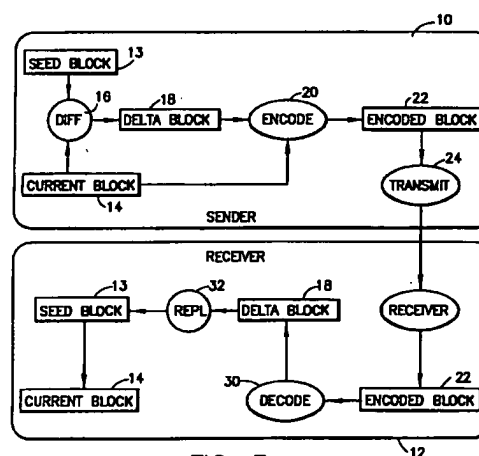 10
13
SEED BLOCK
16
18
20
22
DIFF
DELTA BLOCK
ENCODE
ENCODED BLOCK
24
CURRENT BLOCK
14
TRANSMIT
SENDER
RECEIVER
13
32
18
RECEIVER
SEED BLOCK
REPL
DELTA BLOCK
14
30
22
CURRENT BLOCK
DECODE
ENCODED BLOCK
12